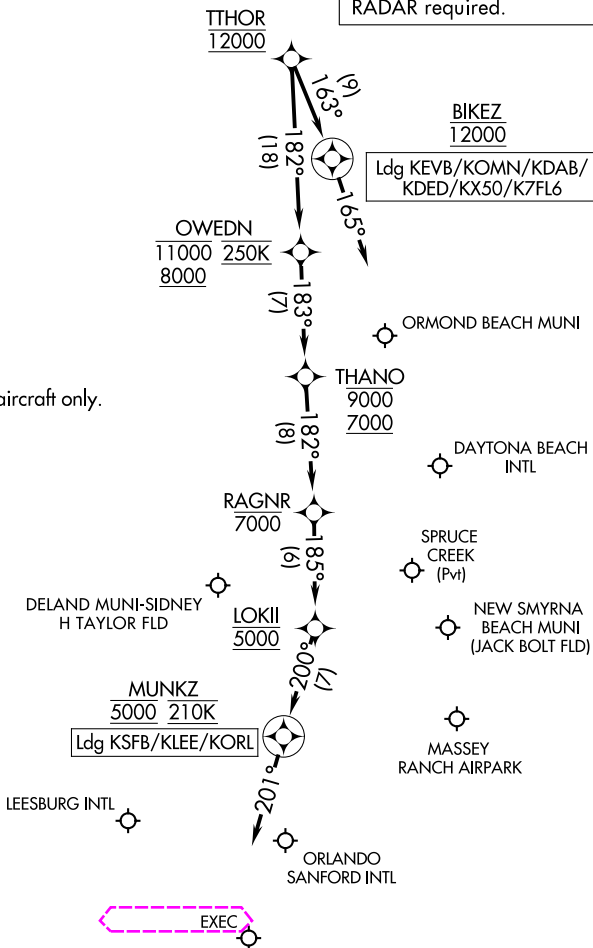 RADAR required.
TTHOR
12000
(9)
163°
BIKEZ
12000
Ldg KEVB/KOMN/KDAB/
KDED/KX50/K7FL6
182°
(18)
165°
OWEDN
11000 250K
8000
183°
(7)
ORMOND BEACH MUNI
THANO
9000
7000
aircraft only.
182°
(8)
DAYTONA BEACH
INTL
RAGNR
7000
185°
(6)
SPRUCE
CREEK
(Pvt)
DELAND MUNI-SIDNEY
H TAYLOR FLD
LOKII
5000
NEW SMYRNA
BEACH MUNI
(JACK BOLT FLD)
200°
(7)
MUNKZ
5000 210K
Ldg KSFB/KLEE/KORL
MASSEY
RANCH AIRPARK
201°
LEESBURG INTL
ORLANDO
SANFORD INTL
EXEC